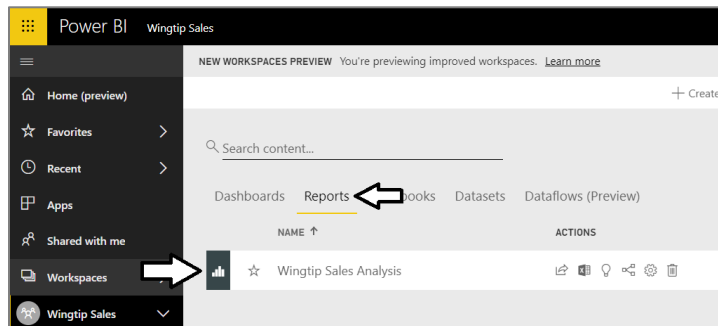 Power BI Wingtip Sales
NEW WORKSPACES PREVIEW You're previewing improved workspaces. Learn more
Home (preview)
+ Create
Favorites
Search content...
Recent
Dashboards Reports books Datasets Dataflows (Preview)
Apps
NAME ↑ ACTIONS
Shared with me
Wingtip Sales Analysis
Workspaces
Wingtip Sales